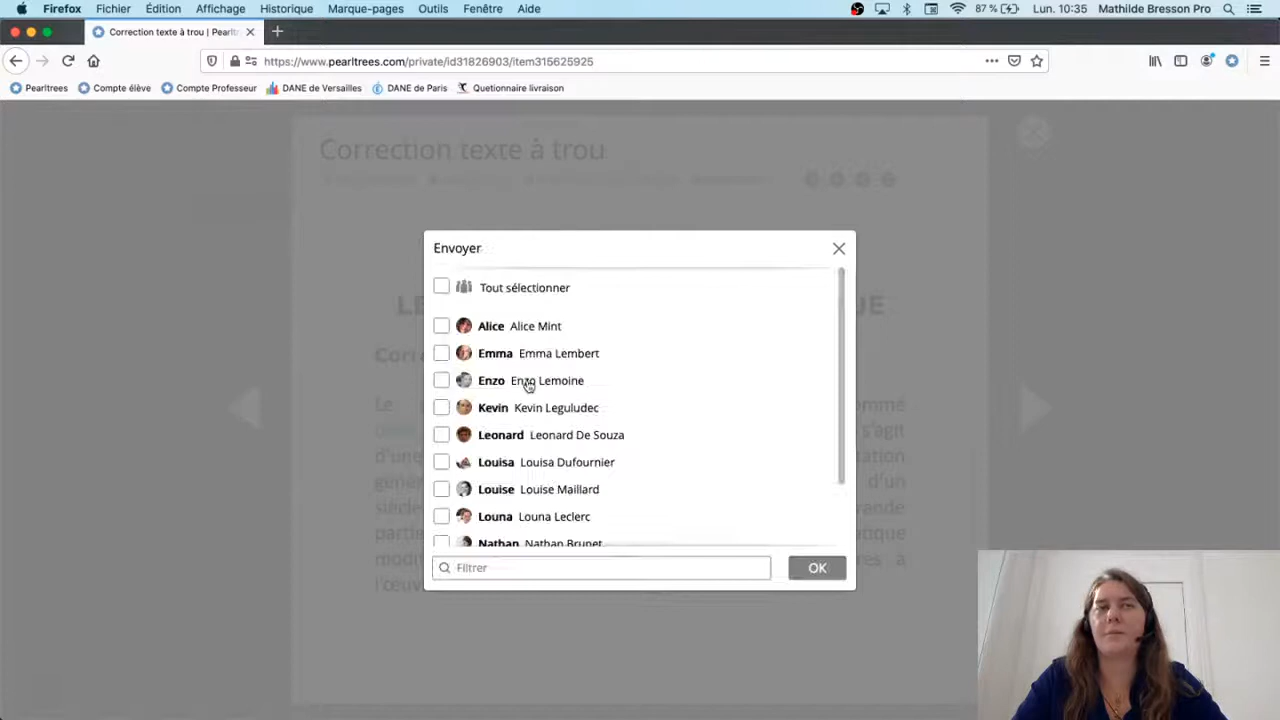 Firefox Fichier Édition Affichage Historique Marque-pages Outils Fenêtre Aide 87 % Lun. 10:35 Mathilde Bresson Pro
Correction texte à trou | Pearltr
https://www.pearltrees.com/private/id31826903/item315625925
Pearltrees Compte élève Compte Professeur DANE de Versailles DANE de Paris Quetionnaire livraison
Correction texte à trou
Envoyer
Tout sélectionner
Alice Alice Mint
Emma Emma Lembert
Enzo Enzo Lemoine
Kevin Kevin Leguludec
Leonard Leonard De Souza
Louisa Louisa Dufournier
Louise Louise Maillard
Louna Louna Leclerc
Nathan Nathan Brunet
Filtrer OK